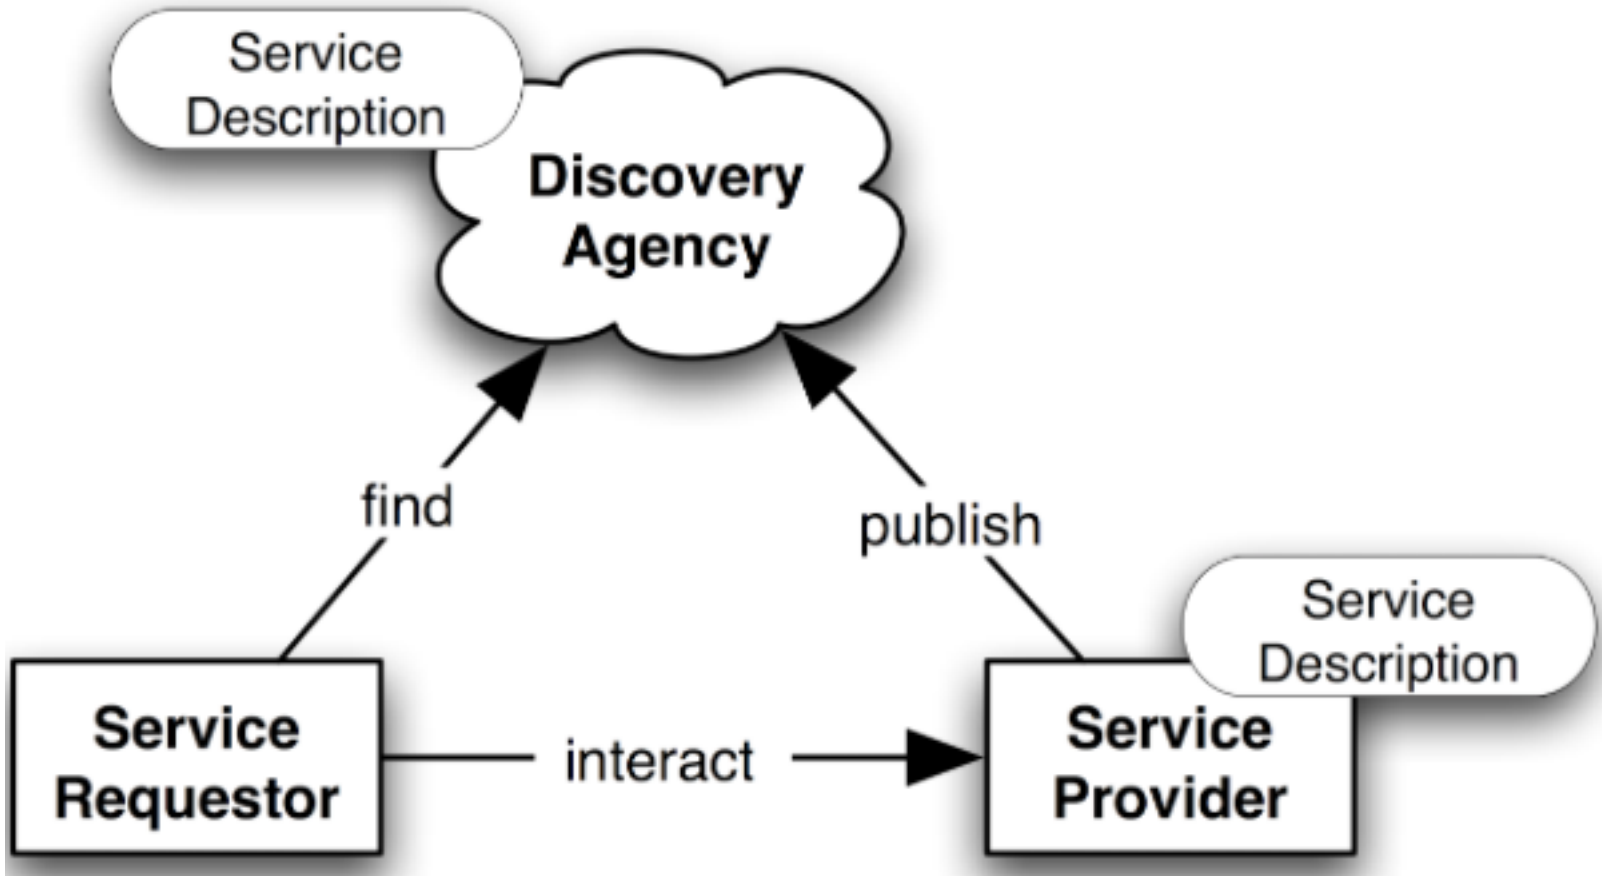 Service
Description
Discovery
Agency
find
publish
Service
Description
Service
Requestor
interact
Service
Provider